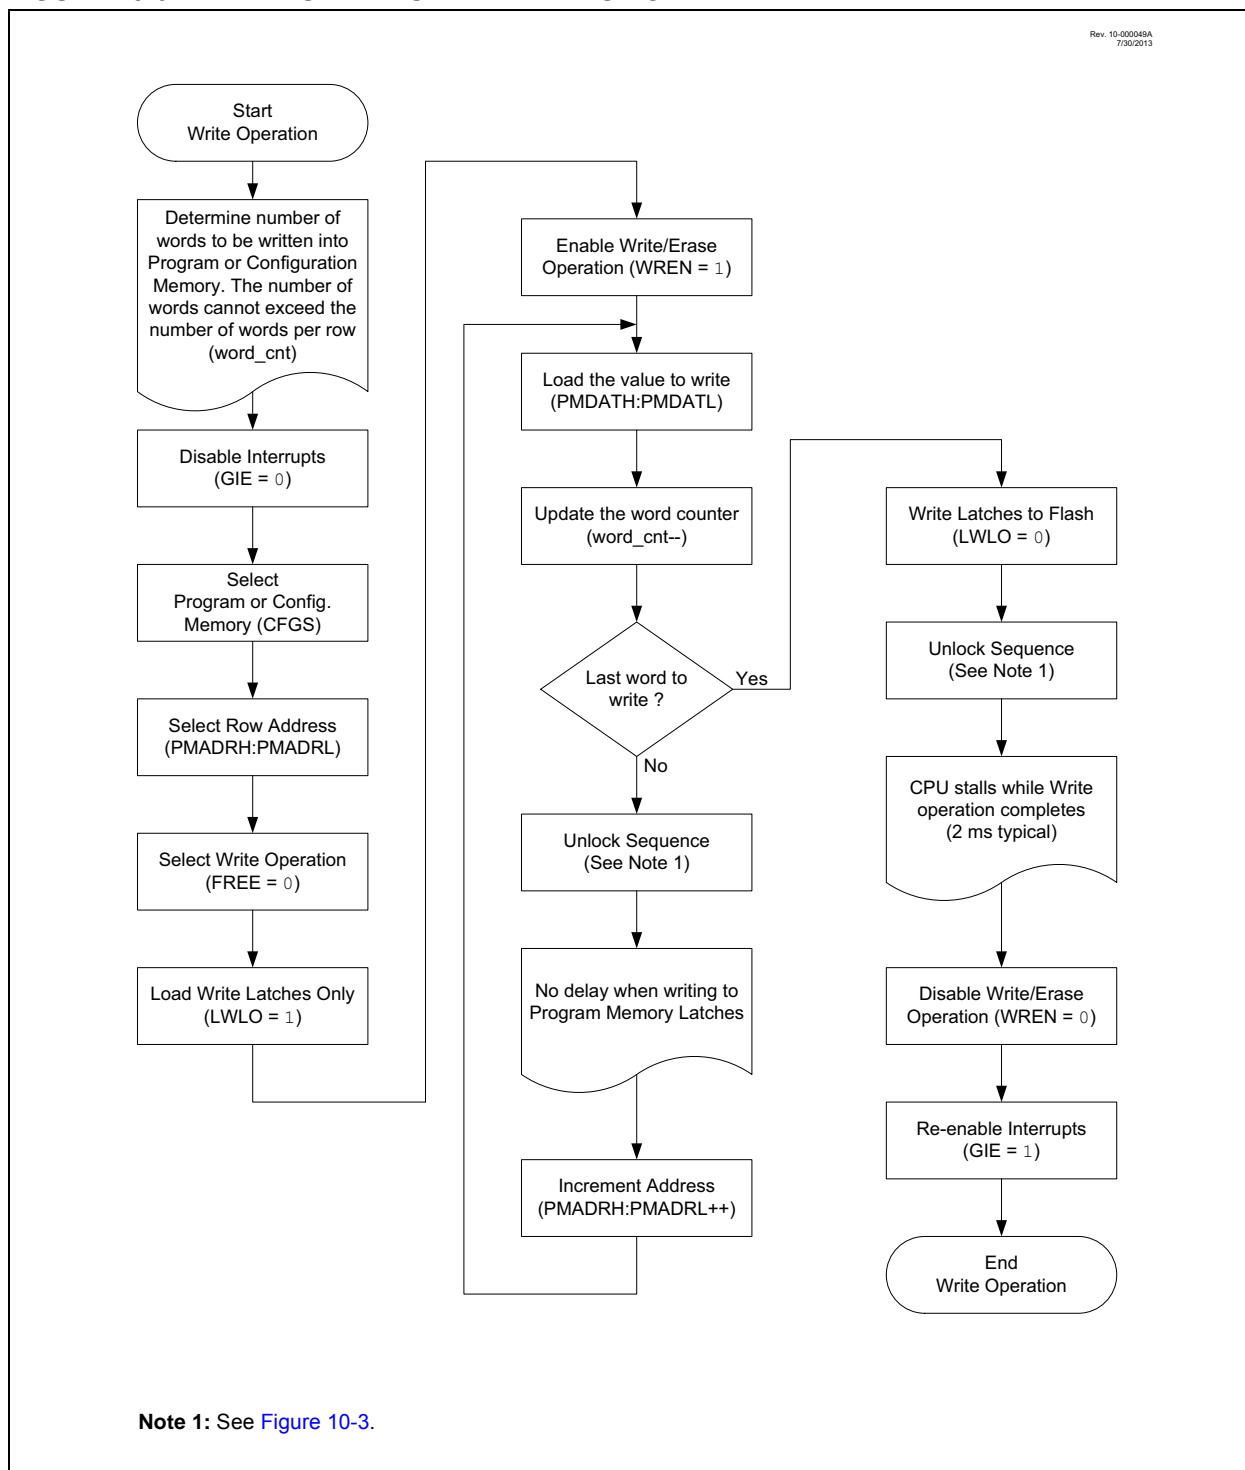 Rev. 10-000049A
7/30/2013
Start
Write Operation
Determine number of
words to be written into
Program or Configuration
Memory. The number of
words cannot exceed the
number of words per row
(word_cnt)
Disable Interrupts
(GIE = 0)
Select
Program or Config.
Memory (CFGS)
Select Row Address
(PMADRH:PMADRL)
Select Write Operation
(FREE = 0)
Load Write Latches Only
(LWLO = 1)
Enable Write/Erase
Operation (WREN = 1)
Load the value to write
(PMDATH:PMDATL)
Update the word counter
(word_cnt--)
Last word to
write ?
Yes
No
Unlock Sequence
(See Note 1)
No delay when writing to
Program Memory Latches
Increment Address
(PMADRH:PMADRL++)
Write Latches to Flash
(LWLO = 0)
Unlock Sequence
(See Note 1)
CPU stalls while Write
operation completes
(2 ms typical)
Disable Write/Erase
Operation (WREN = 0)
Re-enable Interrupts
(GIE = 1)
End
Write Operation
Note 1: See Figure 10-3.